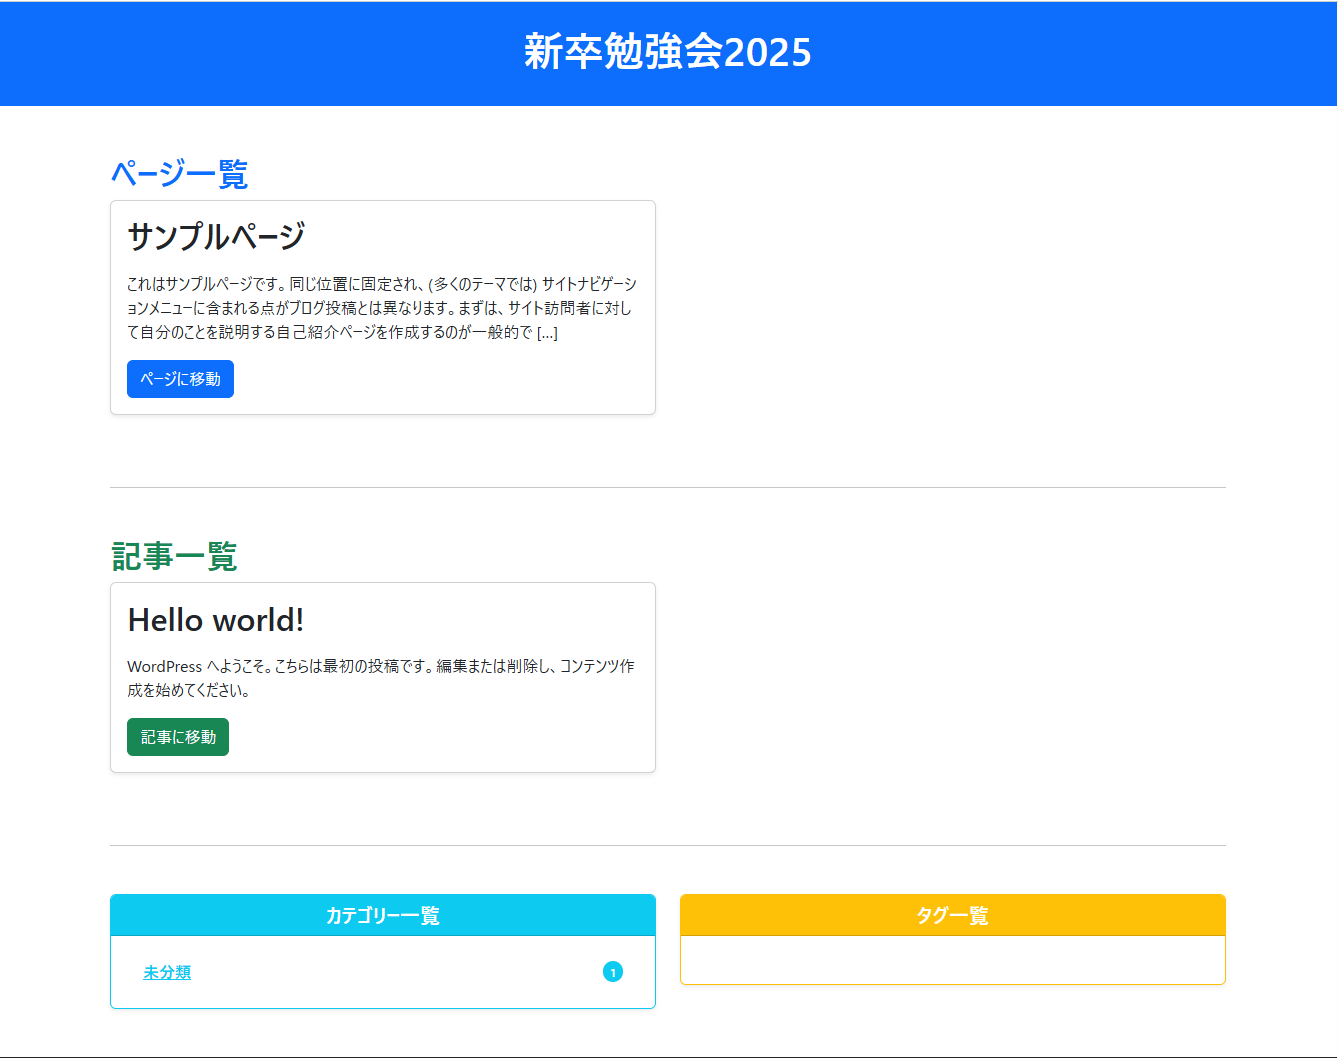 新卒勉強会2025
ページ一覧
サンプルページ
これはサンプルページです。同じ位置に固定され、(多くのテーマでは) サイトナビゲーシ
ョンメニューに含まれる点がブログ投稿とは異なります。まずは、サイト訪問者に対し
て自分のことを説明する自己紹介ページを作成するのが一般的で [...]
ページに移動
記事一覧
Hello world!
WordPress へようこそ。こちらは最初の投稿です。編集または削除し、コンテンツ作
成を始めてください。
記事に移動
カテゴリー一覧
未分類
1
タグ一覧